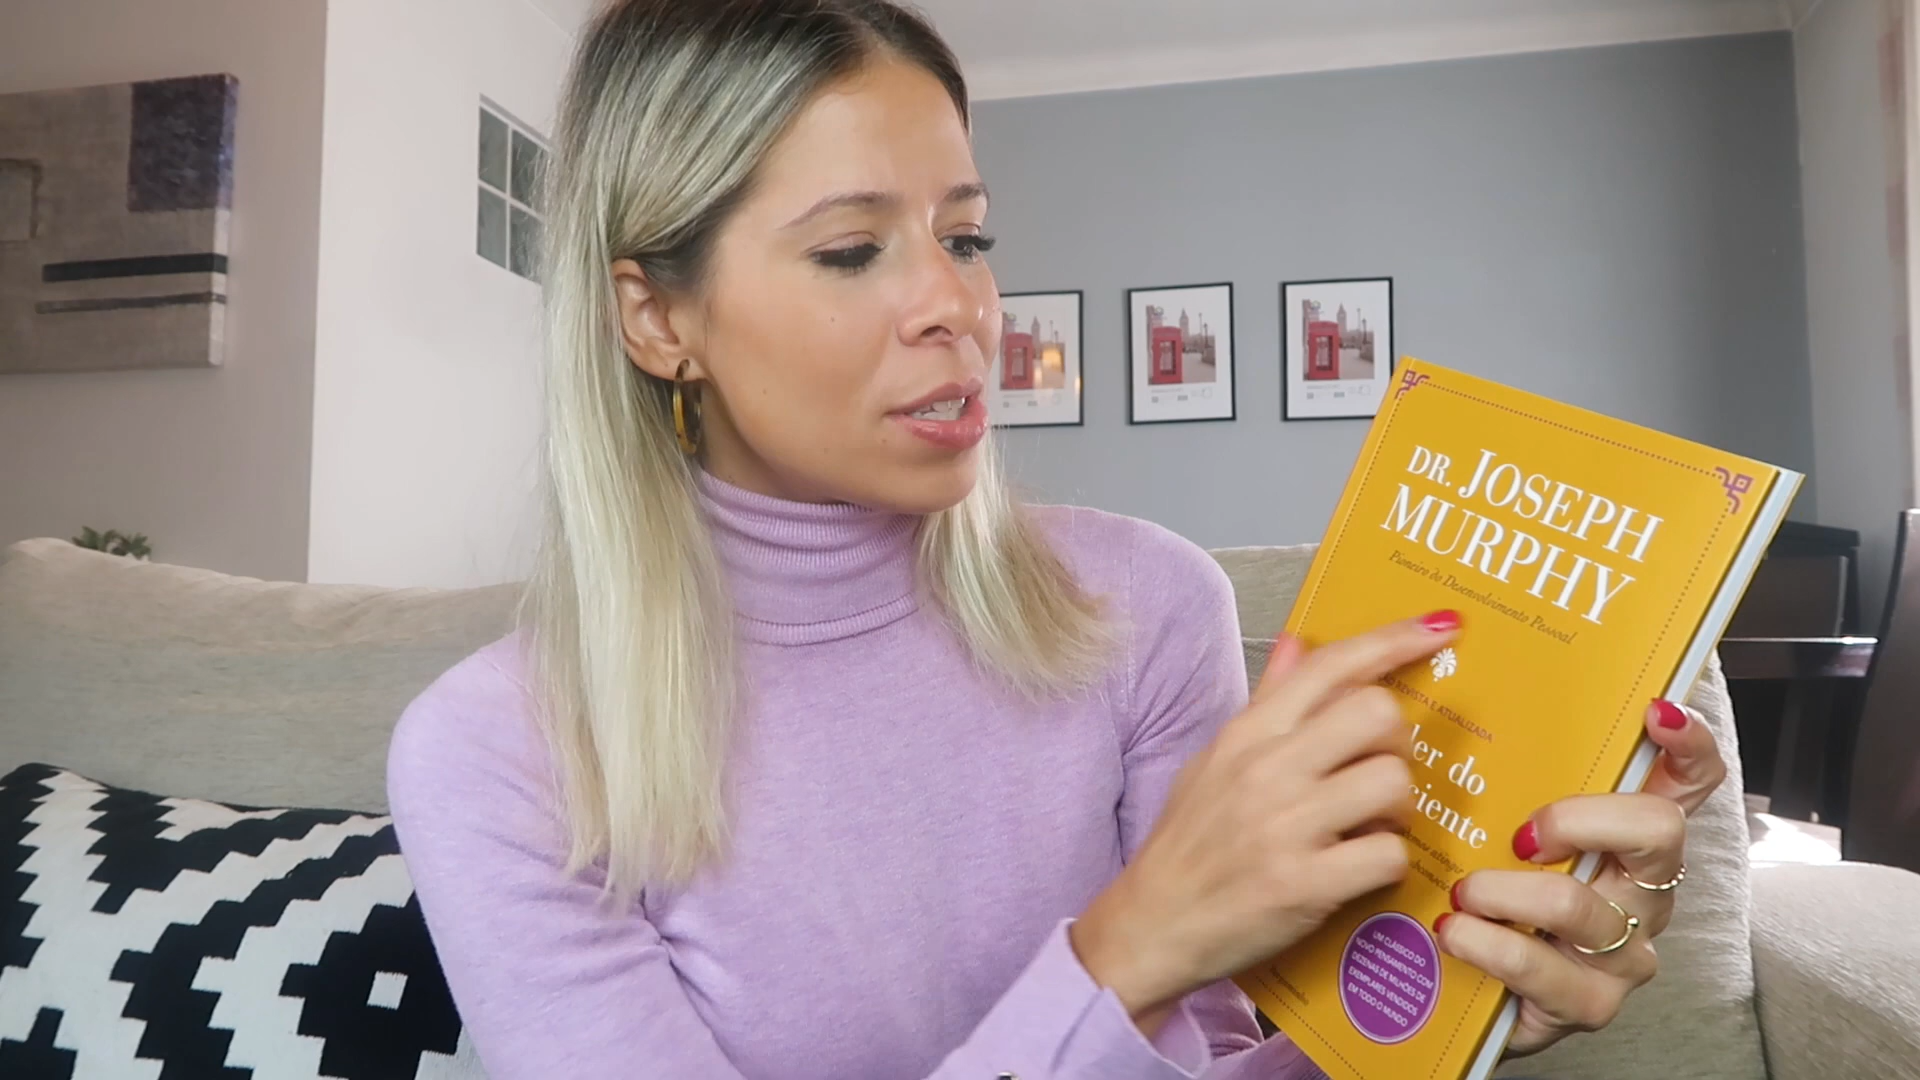 DR. JOSEPH
MURPHY
Pioneiro do Desenvolvimento Pessoal
REVISTA E ATUALIZADA
der do
ciente
atingir
UM CLÁSSICO DO
NOVO PENSAMENTO COM
DEZENAS DE MILHÕES DE
EXEMPLARES VENDIDOS
EM TODO O MUNDO